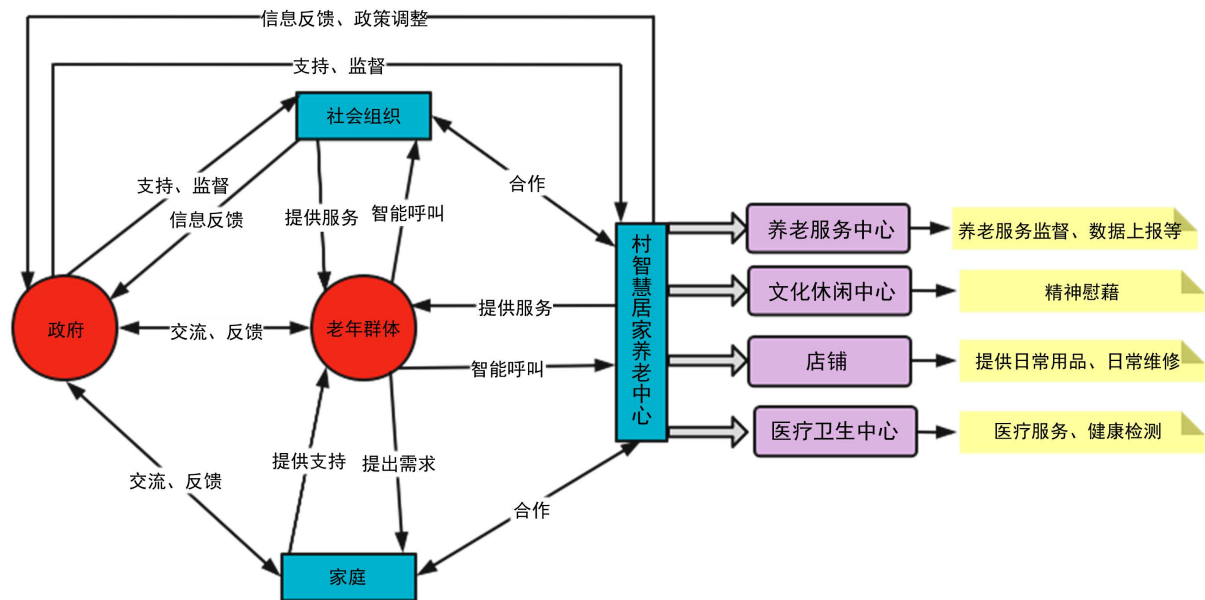 信息反馈、政策调整
支持、监督
社会组织
支持、监督
合作
信息反馈
提供服务
智能呼叫
村智慧居家养老中心
养老服务中心
养老服务监督、数据上报等
文化休闲中心
精神慰藉
提供服务
政府
交流、反馈
老年群体
店铺
提供日常用品、日常维修
智能呼叫
医疗卫生中心
医疗服务、健康检测
提供支持
提出需求
交流、反馈
合作
家庭